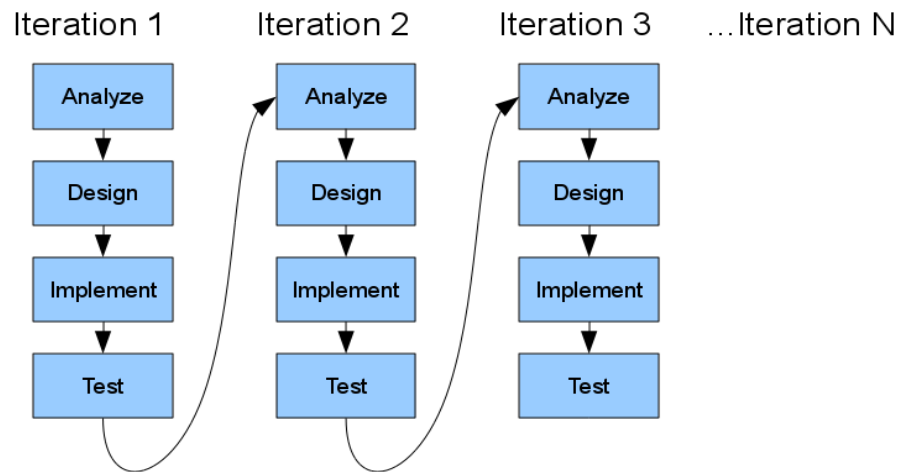 Iteration 1
Iteration 2
Iteration 3
...Iteration N
Analyze
Analyze
Analyze
Design
Design
Design
Implement
Implement
Implement
Test
Test
Test